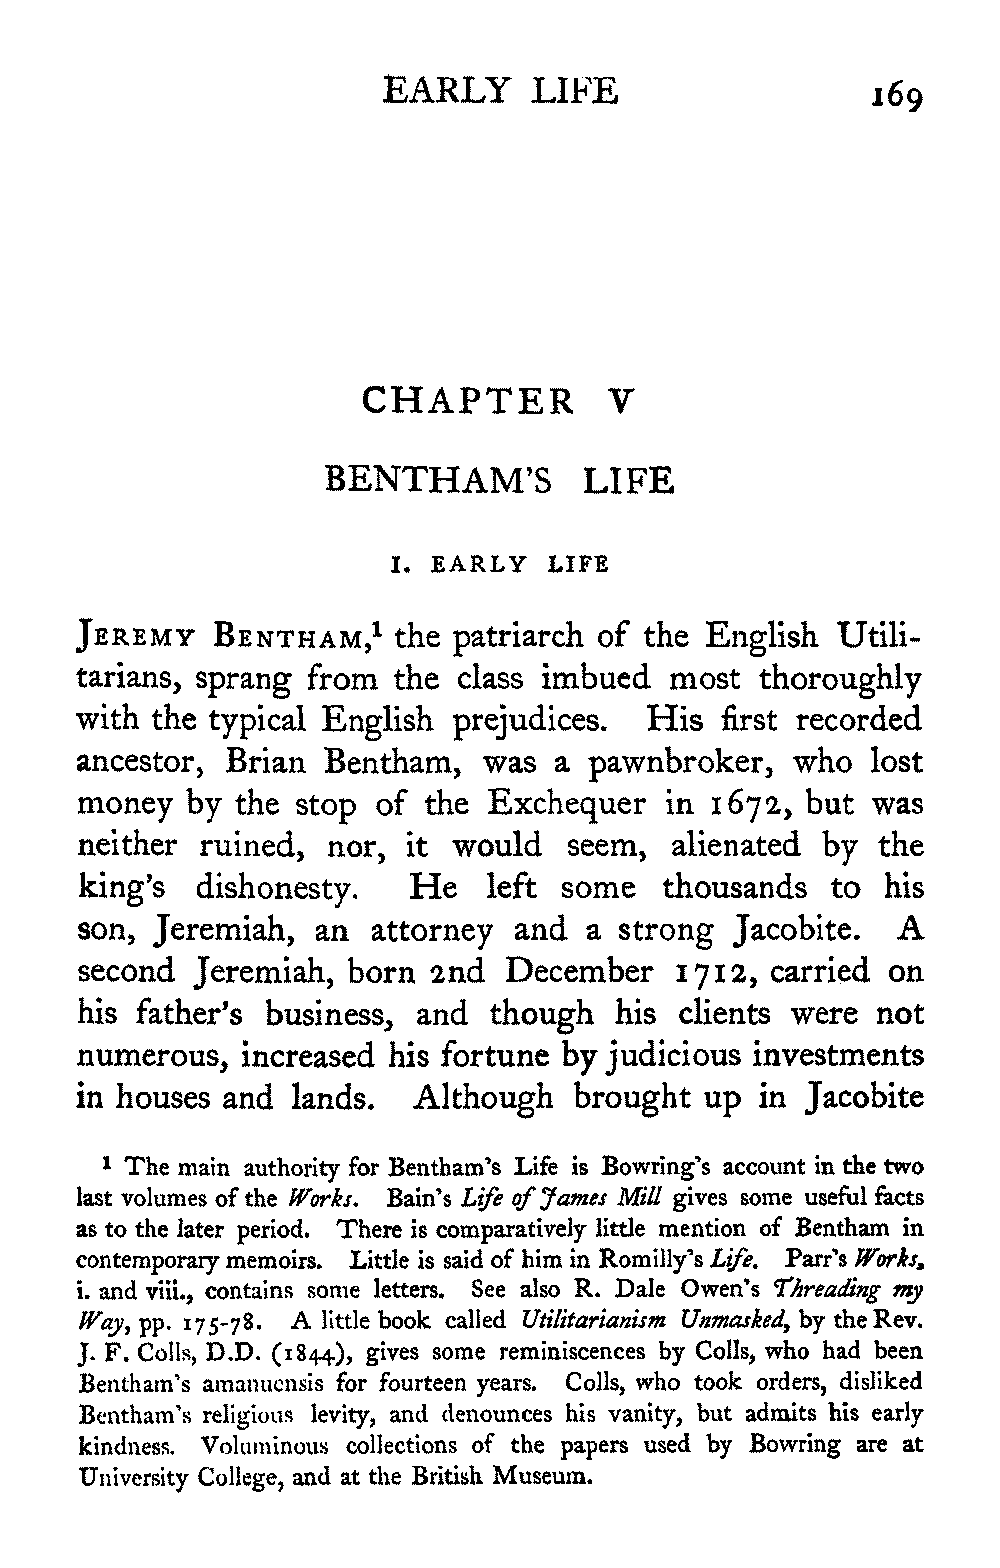 EARLY LIFE 169
CHAPTER V
BENTHAM'S LIFE
I. EARLY LIFE
JEREMY BENTHAM,¹ the patriarch of the English Utili-
tarians, sprang from the class imbued most thoroughly
with the typical English prejudices. His first recorded
ancestor, Brian Bentham, was a pawnbroker, who lost
money by the stop of the Exchequer in 1672, but was
neither ruined, nor, it would seem, alienated by the
king's dishonesty. He left some thousands to his
son, Jeremiah, an attorney and a strong Jacobite. A
second Jeremiah, born 2nd December 1712, carried on
his father's business, and though his clients were not
numerous, increased his fortune by judicious investments
in houses and lands. Although brought up in Jacobite
¹ The main authority for Bentham's Life is Bowring's account in the two
last volumes of the Works. Bain's Life of James Mill gives some useful facts
as to the later period. There is comparatively little mention of Bentham in
contemporary memoirs. Little is said of him in Romilly's Life. Parr's Works,
i. and viii., contains some letters. See also R. Dale Owen's Threading my
Way, pp. 175-78. A little book called Utilitarianism Unmasked, by the Rev.
J. F. Colls, D.D. (1844), gives some reminiscences by Colls, who had been
Bentham's amanuensis for fourteen years. Colls, who took orders, disliked
Bentham's religious levity, and denounces his vanity, but admits his early
kindness. Voluminous collections of the papers used by Bowring are at
University College, and at the British Museum.